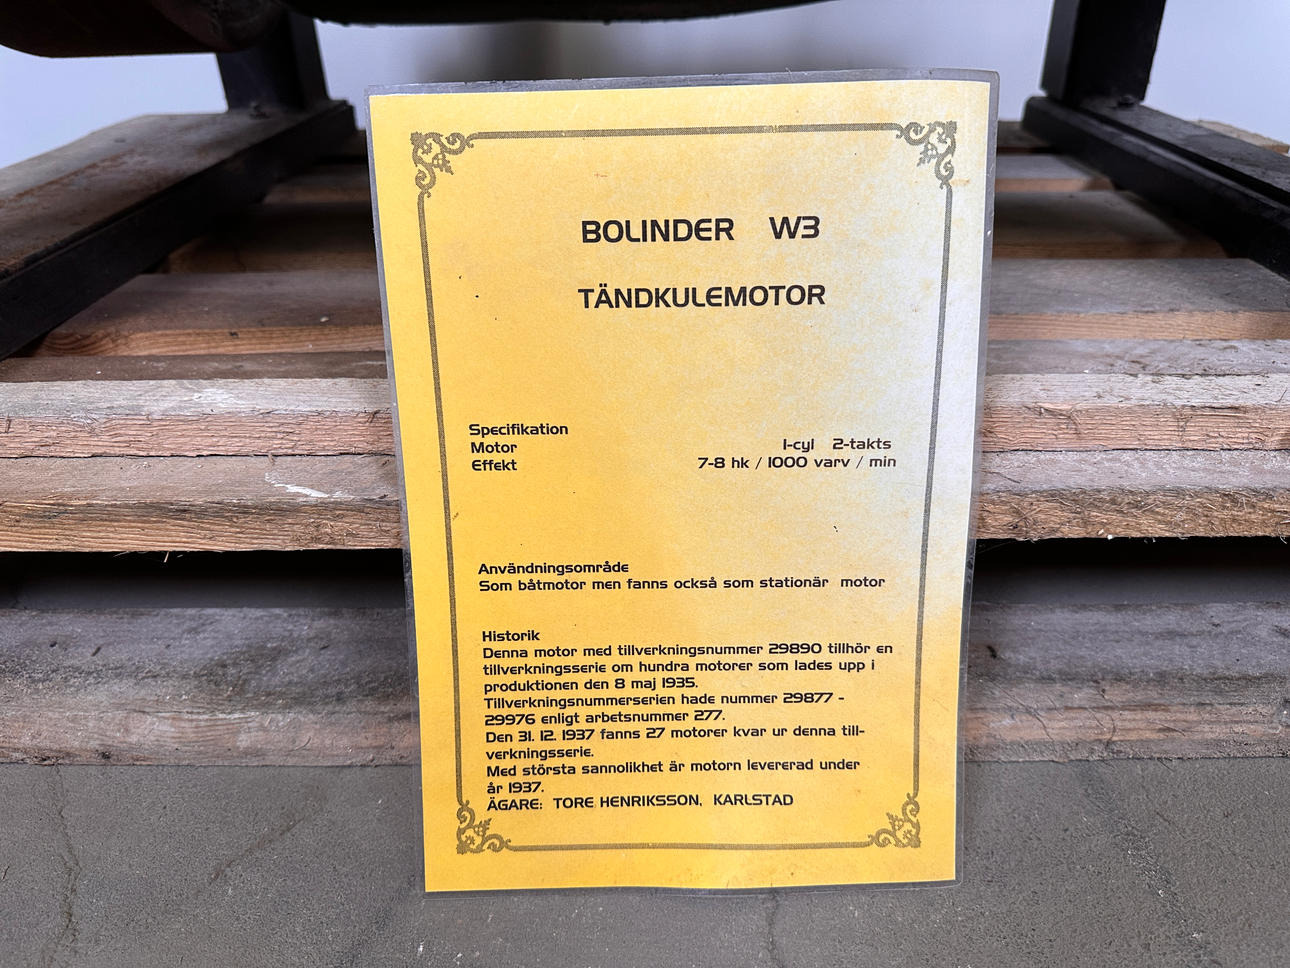 BOLINDER W3
TÄNDKULEMOTOR
Specifikation
Motor 1-cyl 2-takts
Effekt 7-8 hk / 1000 varv / min
Användningsområde
Som båtmotor men fanns också som stationär motor
Historik
Denna motor med tillverkningsnummer 29890 tillhör en
tillverkningsserie om hundra motorer som lades upp i
produktionen den 8 maj 1935.
Tillverkningsnummerserien hade nummer 29877 -
29976 enligt arbetsnummer 277.
Den 31. 12. 1937 fanns 27 motorer kvar ur denna till-
verkningsserie.
Med största sannolikhet är motorn levererad under
år 1937.
ÄGARE: TORE HENRIKSSON, KARLSTAD